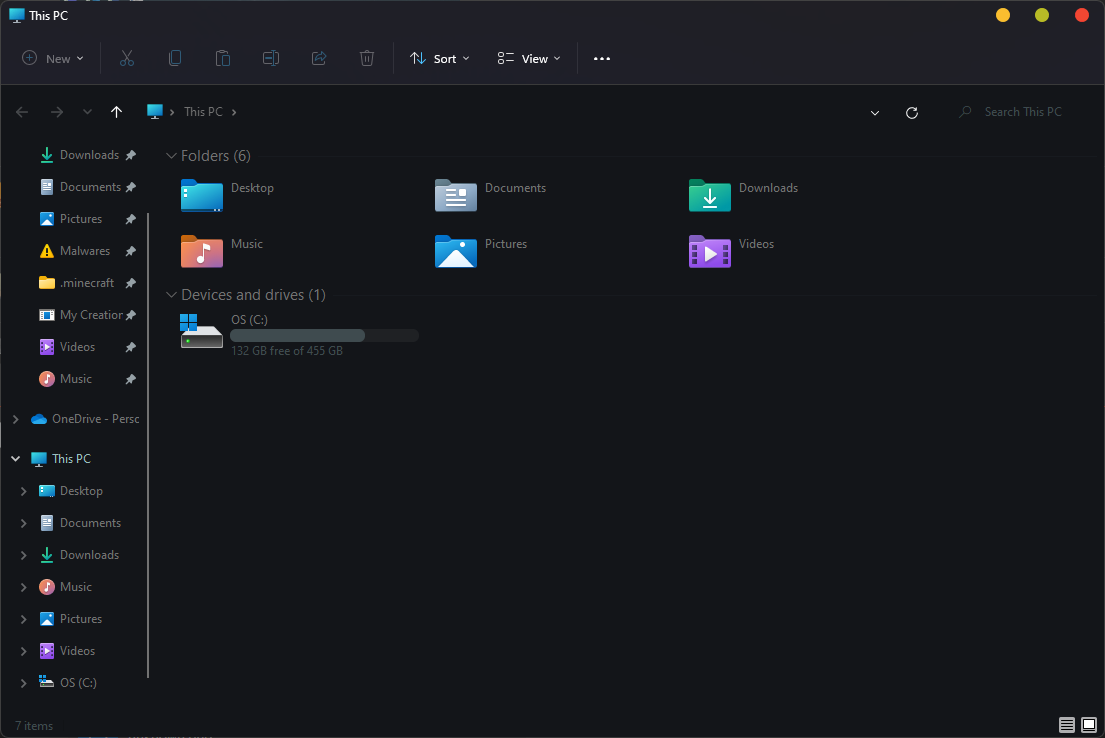 This PC
New
Sort
View
This PC
Search This PC
Downloads
Documents
Pictures
Malwares
.minecraft
My Creation
Videos
Music
OneDrive - Perso
This PC
Desktop
Documents
Downloads
Music
Pictures
Videos
OS (C:)
Folders (6)
Desktop
Documents
Downloads
Music
Pictures
Videos
Devices and drives (1)
OS (C:)
132 GB free of 455 GB
7 items